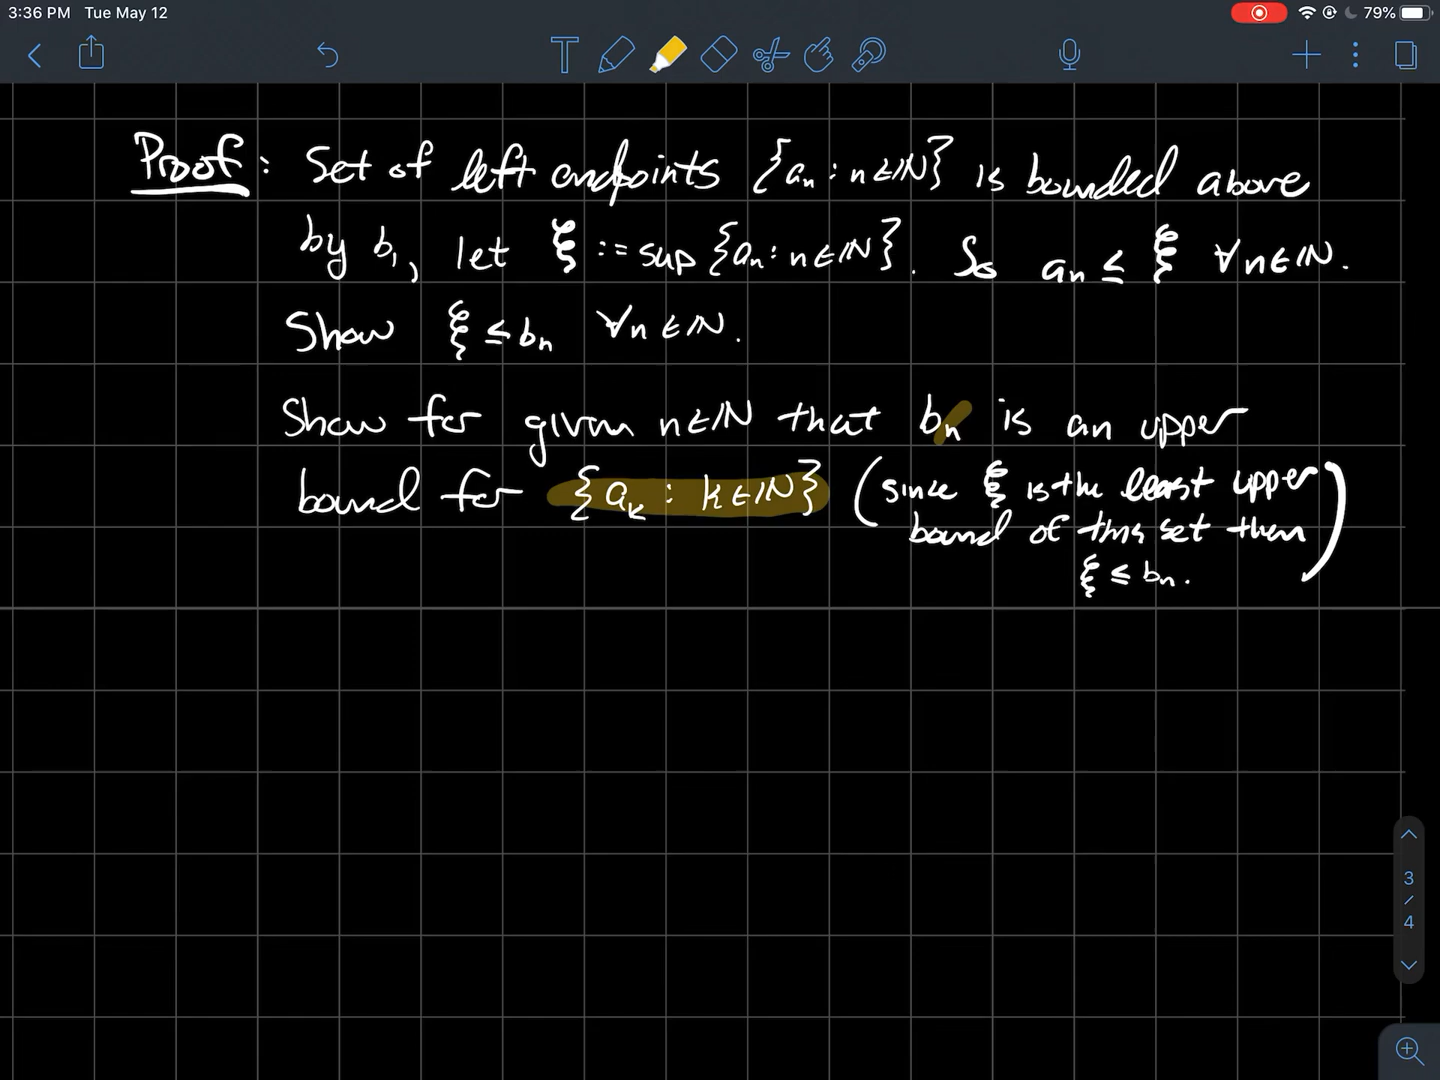 3:36 PM Tue May 12
79%
T
Proof: Set of left endpoints {aₙ : n ∈ ℕ} is bounded above
by b₁, let ξ := sup {aₙ : n ∈ ℕ}. So aₙ ≤ ξ ∀n ∈ ℕ.
Show ξ ≤ bₙ ∀n ∈ ℕ.
Show for given n ∈ ℕ that bₙ is an upper
bound for {aₖ : k ∈ ℕ} (since ξ is the least upper
bound of this set then
ξ ≤ bₙ.)
3
/
4